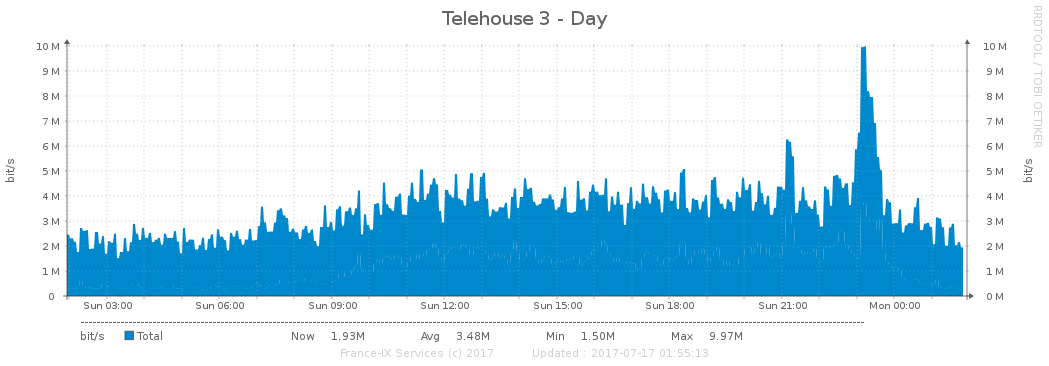 Telehouse 3 - Day
RRDTOOL / TOBI OETIKER
10 M 10 M
9 M 9 M
8 M 8 M
7 M 7 M
6 M 6 M
5 M 5 M
4 M 4 M
3 M 3 M
2 M 2 M
1 M 1 M
0 0 M
bit/s
bit/s
Sun 03:00 Sun 06:00 Sun 09:00 Sun 12:00 Sun 15:00 Sun 18:00 Sun 21:00 Mon 00:00
bit/s Total Now 1.93M Avg 3.48M Min 1.50M Max 9.97M
France-IX Services (c) 2017 Updated : 2017-07-17 01:55:13